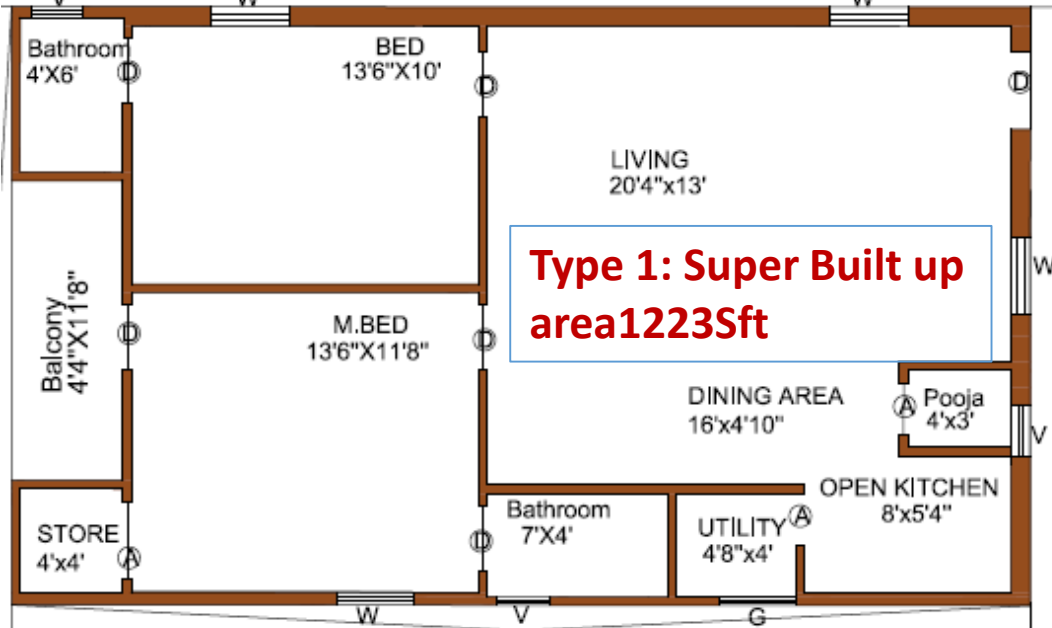 V
W
W
Bathroom
4'X6'
D
BED
13'6"X10'
D
D
LIVING
20'4"x13'
Type 1: Super Built up
area1223Sft
W
Balcony
4'4"X11'8"
D
M.BED
13'6"X11'8"
D
DINING AREA
16'x4'10"
A
Pooja
4'x3'
V
STORE
4'x4'
A
D
Bathroom
7'X4'
UTILITY
4'8"x4'
A
OPEN KITCHEN
8'x5'4"
W
V
G